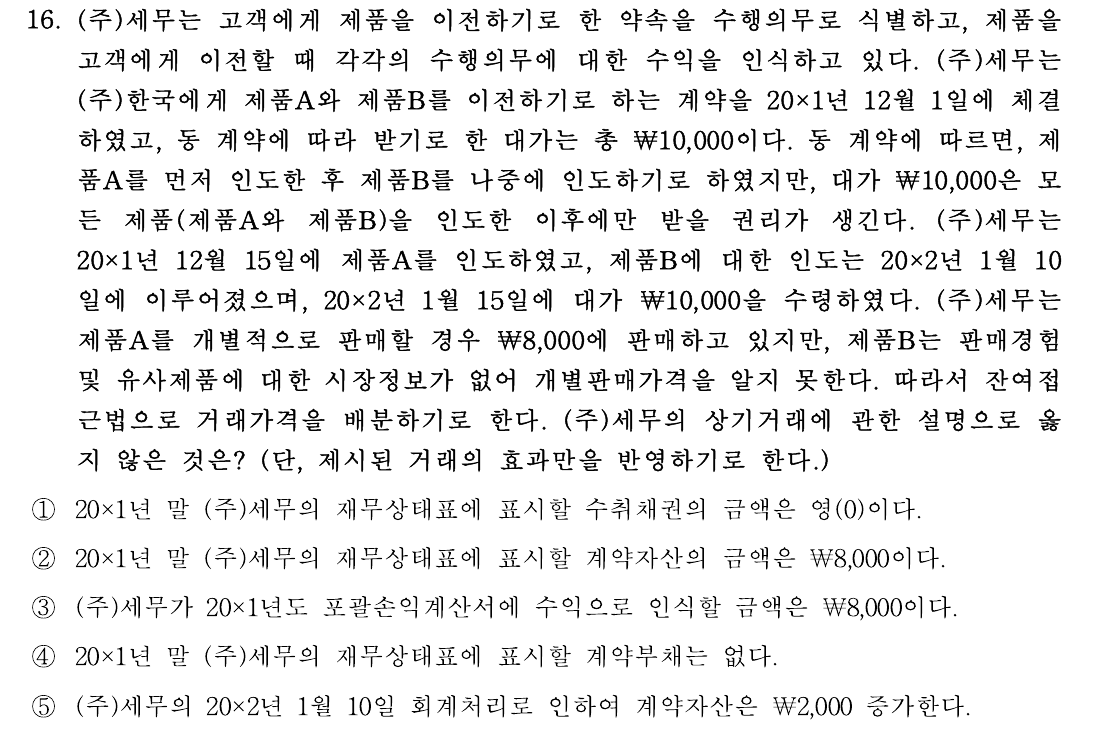 16. (주)세무는 고객에게 제품을 이전하기로 한 약속을 수행의무로 식별하고, 제품을
고객에게 이전할 때 각각의 수행의무에 대한 수익을 인식하고 있다. (주)세무는
(주)한국에게 제품A와 제품B를 이전하기로 하는 계약을 20×1년 12월 1일에 체결
하였고, 동 계약에 따라 받기로 한 대가는 총 ₩10,000이다. 동 계약에 따르면, 제
품A를 먼저 인도한 후 제품B를 나중에 인도하기로 하였지만, 대가 ₩10,000은 모
든 제품(제품A와 제품B)을 인도한 이후에만 받을 권리가 생긴다. (주)세무는
20×1년 12월 15일에 제품A를 인도하였고, 제품B에 대한 인도는 20×2년 1월 10
일에 이루어졌으며, 20×2년 1월 15일에 대가 ₩10,000을 수령하였다. (주)세무는
제품A를 개별적으로 판매할 경우 ₩8,000에 판매하고 있지만, 제품B는 판매경험
및 유사제품에 대한 시장정보가 없어 개별판매가격을 알지 못한다. 따라서 잔여접
근법으로 거래가격을 배분하기로 한다. (주)세무의 상기거래에 관한 설명으로 옳
지 않은 것은? (단, 제시된 거래의 효과만을 반영하기로 한다.)
① 20×1년 말 (주)세무의 재무상태표에 표시할 수취채권의 금액은 영(0)이다.
② 20×1년 말 (주)세무의 재무상태표에 표시할 계약자산의 금액은 ₩8,000이다.
③ (주)세무가 20×1년도 포괄손익계산서에 수익으로 인식할 금액은 ₩8,000이다.
④ 20×1년 말 (주)세무의 재무상태표에 표시할 계약부채는 없다.
⑤ (주)세무의 20×2년 1월 10일 회계처리로 인하여 계약자산은 ₩2,000 증가한다.